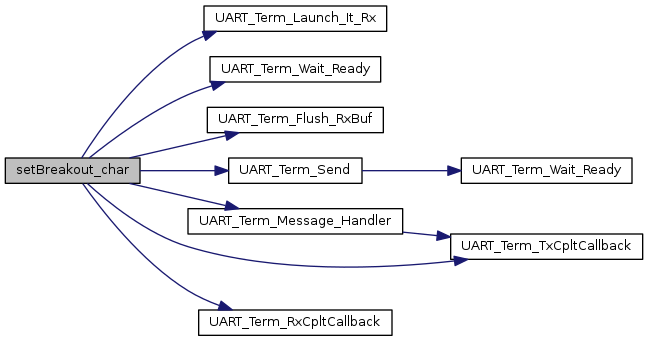 UART_Term_Launch_It_Rx
UART_Term_Wait_Ready
UART_Term_Flush_RxBuf
setBreakout_char
UART_Term_Send
UART_Term_Wait_Ready
UART_Term_Message_Handler
UART_Term_TxCpltCallback
UART_Term_RxCpltCallback